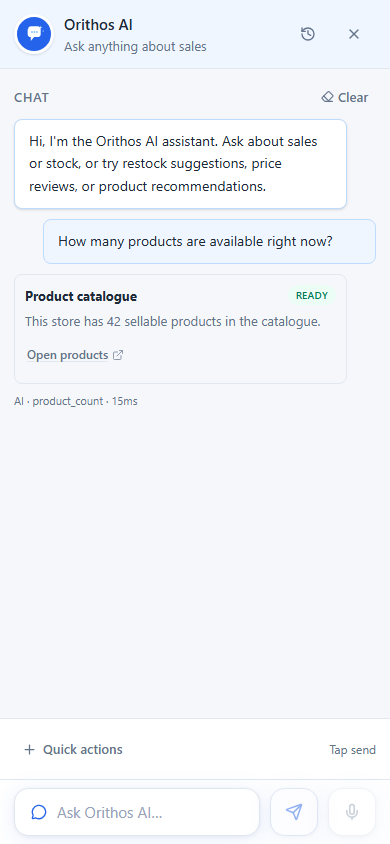 Orithos AI
Ask anything about sales
CHAT
Clear
Hi, I'm the Orithos AI assistant. Ask about sales
or stock, or try restock suggestions, price
reviews, or product recommendations.
How many products are available right now?
Product catalogue
READY
This store has 42 sellable products in the catalogue.
Open products
AI · product_count · 15ms
Quick actions
Tap send
Ask Orithos AI...